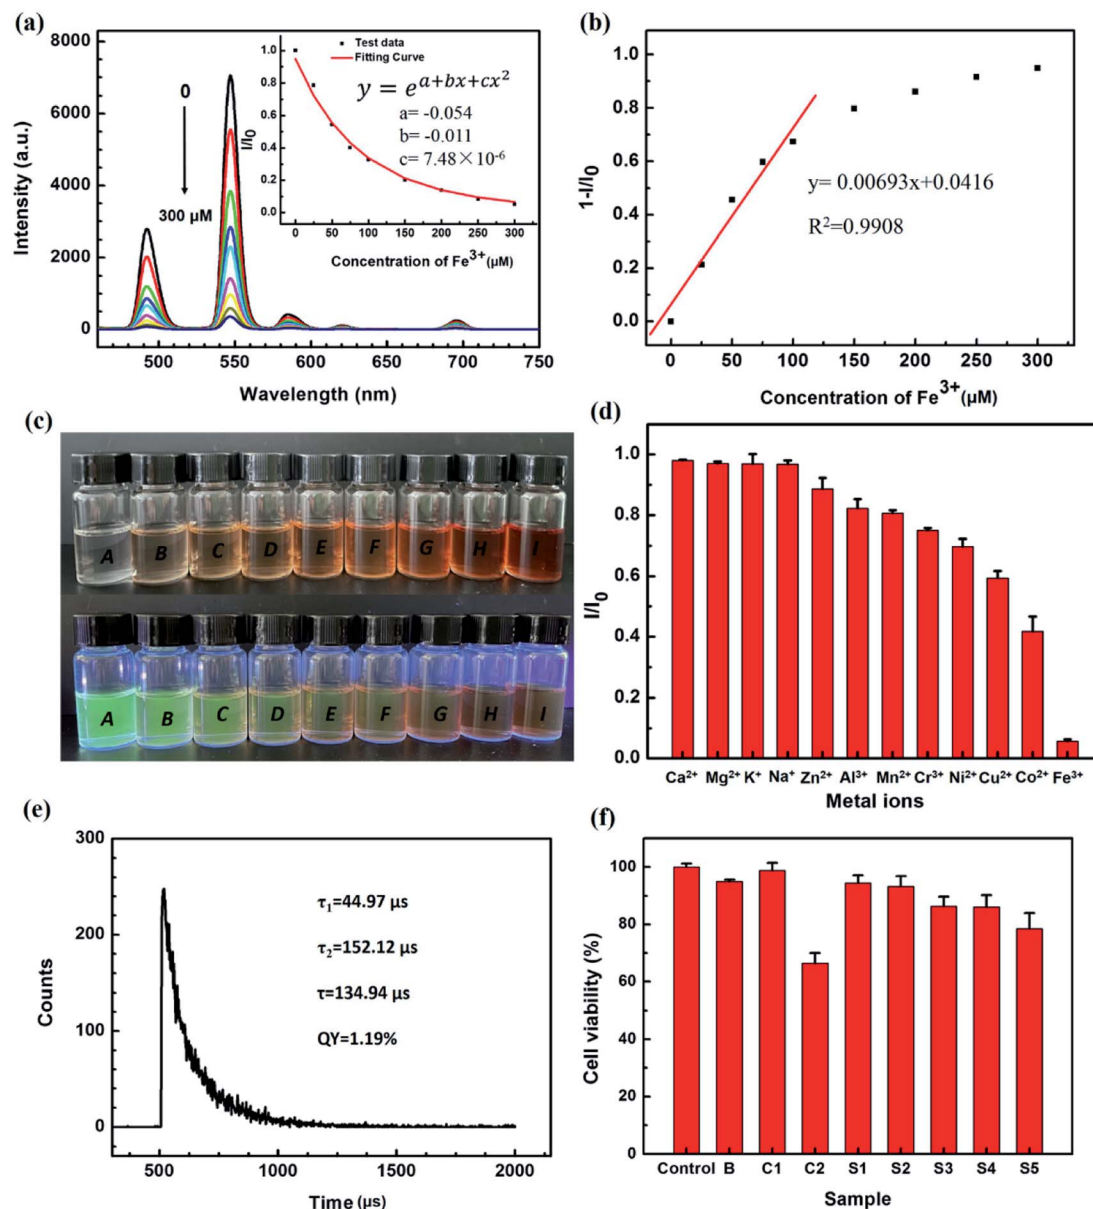 (a)
8000
7000
6000
5000
4000
3000
2000
1000
0
Intensity (a.u.)
0
300 µM
500
550
600
650
700
750
Wavelength (nm)
Test data
Fitting Curve
y = e^{a+bx+cx^2}
a= -0.054
b= -0.011
c= 7.48×10⁻⁶
1.0
0.8
0.6
0.4
0.2
0.0
I/I₀
0
50
100
150
200
250
300
Concentration of Fe³⁺(µM)
(b)
1.0
0.8
0.6
0.4
0.2
0.0
1-I/I₀
y= 0.00693x+0.0416
R²=0.9908
0
50
100
150
200
250
300
Concentration of Fe³⁺(µM)
(c)
A B C D E F G H I
A B C D E F G H I
(d)
1.0
0.8
0.6
0.4
0.2
0.0
I/I₀
Ca²⁺ Mg²⁺ K⁺ Na⁺ Zn²⁺ Al³⁺ Mn²⁺ Cr³⁺ Ni²⁺ Cu²⁺ Co²⁺ Fe³⁺
Metal ions
(e)
300
200
100
0
Counts
τ₁=44.97 µs
τ₂=152.12 µs
τ=134.94 µs
QY=1.19%
500
1000
1500
2000
Time (µs)
(f)
100
80
60
40
20
0
Cell viability (%)
Control B C1 C2 S1 S2 S3 S4 S5
Sample